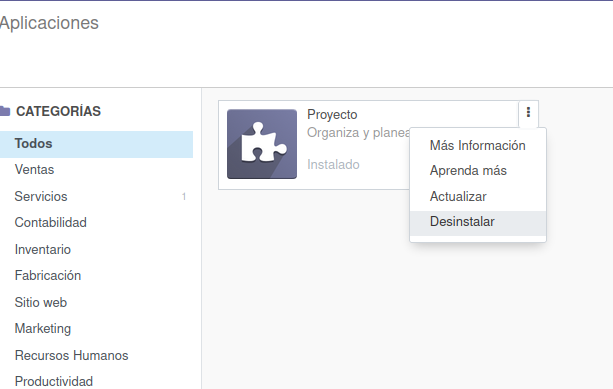 Aplicaciones
CATEGORÍAS
Todos
Ventas
Servicios 1
Contabilidad
Inventario
Fabricación
Sitio web
Marketing
Recursos Humanos
Productividad
Proyecto
Organiza y planea
Instalado
Más Información
Aprenda más
Actualizar
Desinstalar